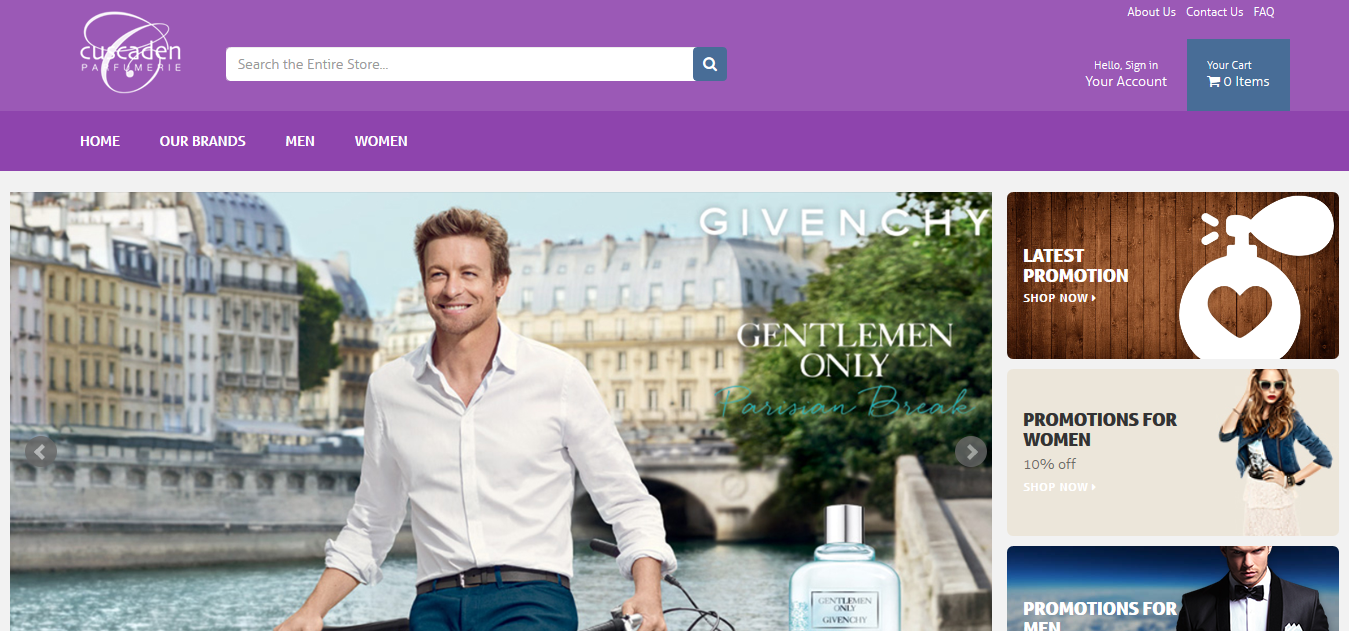 About Us Contact Us FAQ
cuscaden
PARFUMERIE
Search the Entire Store...
Hello, Sign in
Your Account
Your Cart
0 Items
HOME OUR BRANDS MEN WOMEN
GIVENCHY
GENTLEMEN
ONLY
Parisian Break
GENTLEMEN
ONLY
GIVENCHY
LATEST
PROMOTION
SHOP NOW
PROMOTIONS FOR
WOMEN
10% off
SHOP NOW
PROMOTIONS FOR
MEN